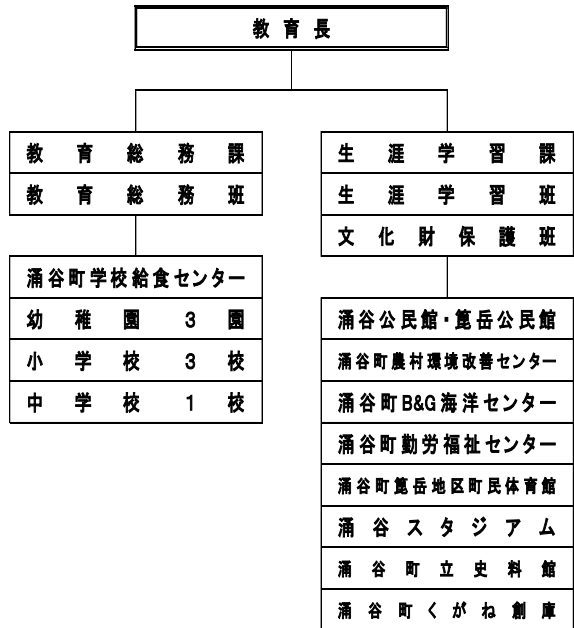 教育長
教育総務課
教育総務班
涌谷町学校給食センター
幼稚園3園
小学校3校
中学校1校
生涯学習課
生涯学習班
文化財保護班
涌谷公民館・箟岳公民館
涌谷町農村環境改善センター
涌谷町B&G海洋センター
涌谷町勤労福祉センター
涌谷町箟岳地区町民体育館
涌谷スタジアム
涌谷町立史料館
涌谷町くがね創庫